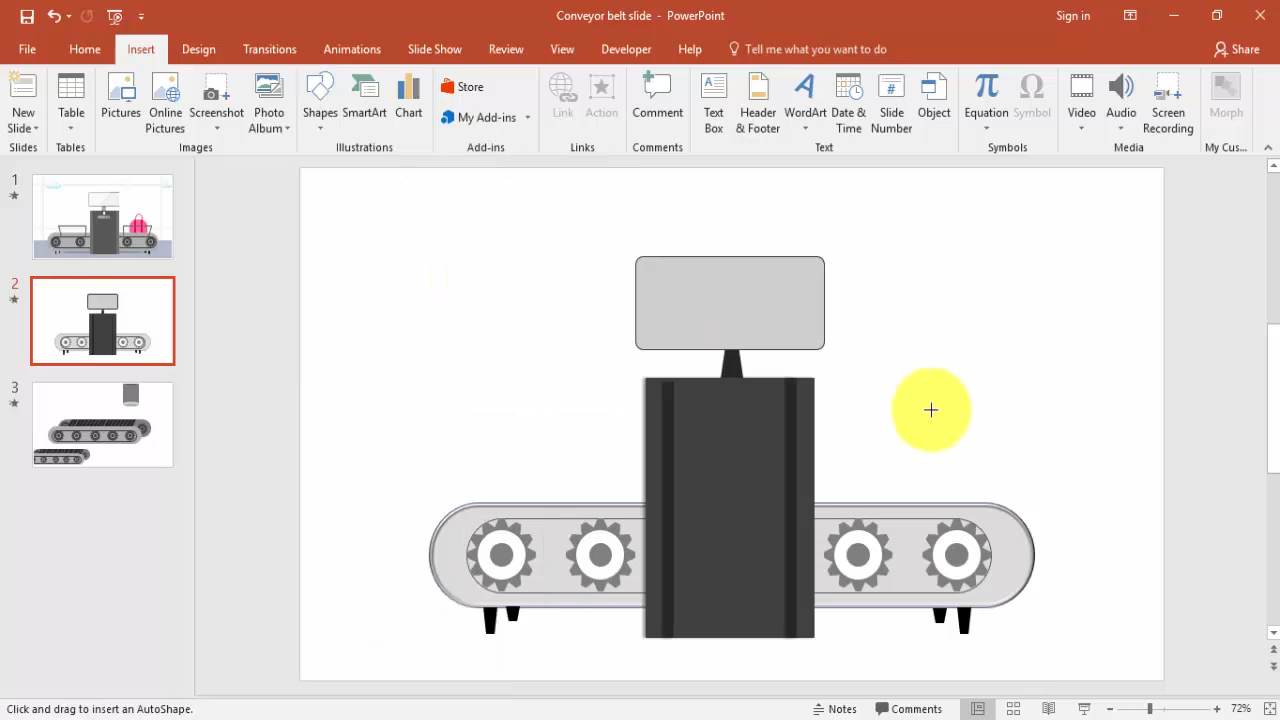 Conveyor belt slide - PowerPoint
Sign in
File Home Insert Design Transitions Animations Slide Show Review View Developer Help Tell me what you want to do Share
New Slide Table Pictures Online Pictures Screenshot Photo Album Shapes SmartArt Chart Store My Add-ins Link Action Comment Text Box Header & Footer WordArt Date & Time Slide Number Object Equation Symbol Video Audio Screen Recording Morph
Slides Tables Images Illustrations Add-ins Links Comments Text Symbols Media My Cus...
1
2
3
Click and drag to insert an AutoShape. Notes Comments 72%